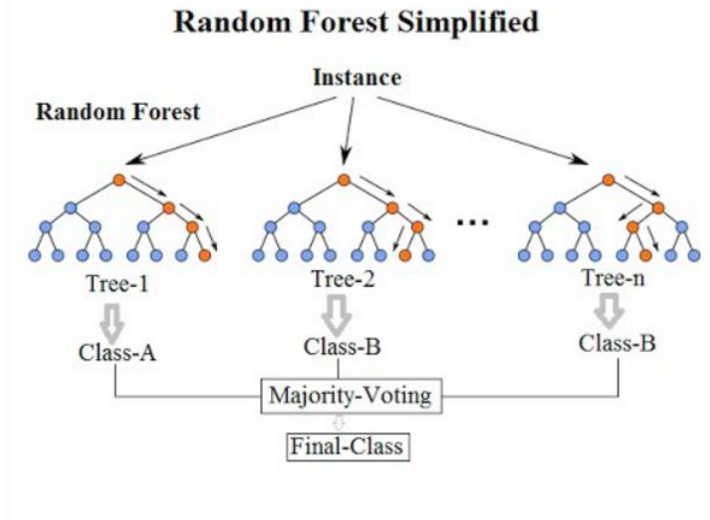 Random Forest Simplified
Instance
Random Forest
...
Tree-1
Tree-2
Tree-n
Class-A
Class-B
Class-B
Majority-Voting
Final-Class